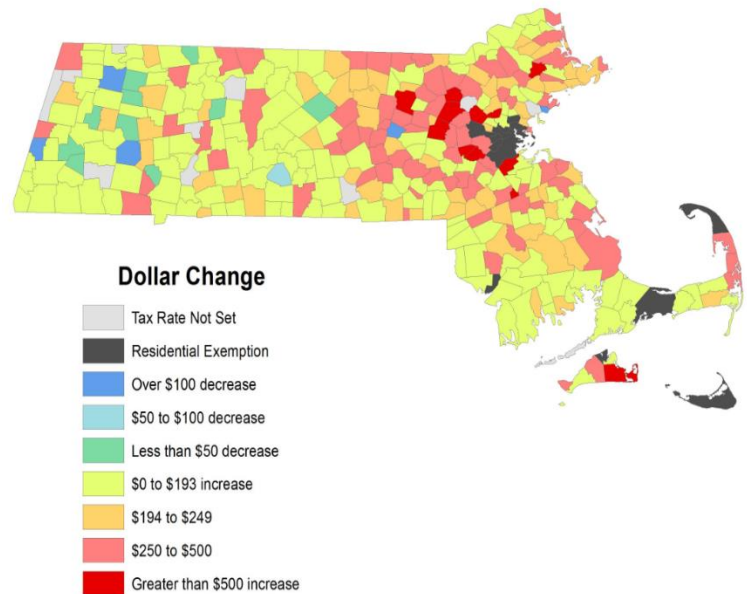 Dollar Change
Tax Rate Not Set
Residential Exemption
Over $100 decrease
$50 to $100 decrease
Less than $50 decrease
$0 to $193 increase
$194 to $249
$250 to $500
Greater than $500 increase